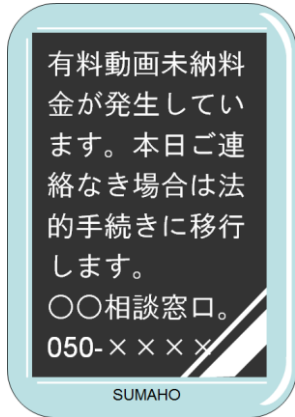 有料動画未納料
金が発生してい
ます。本日ご連
絡なき場合は法
的手続きに移行
します。
〇〇相談窓口。
050-××××
SUMAHO